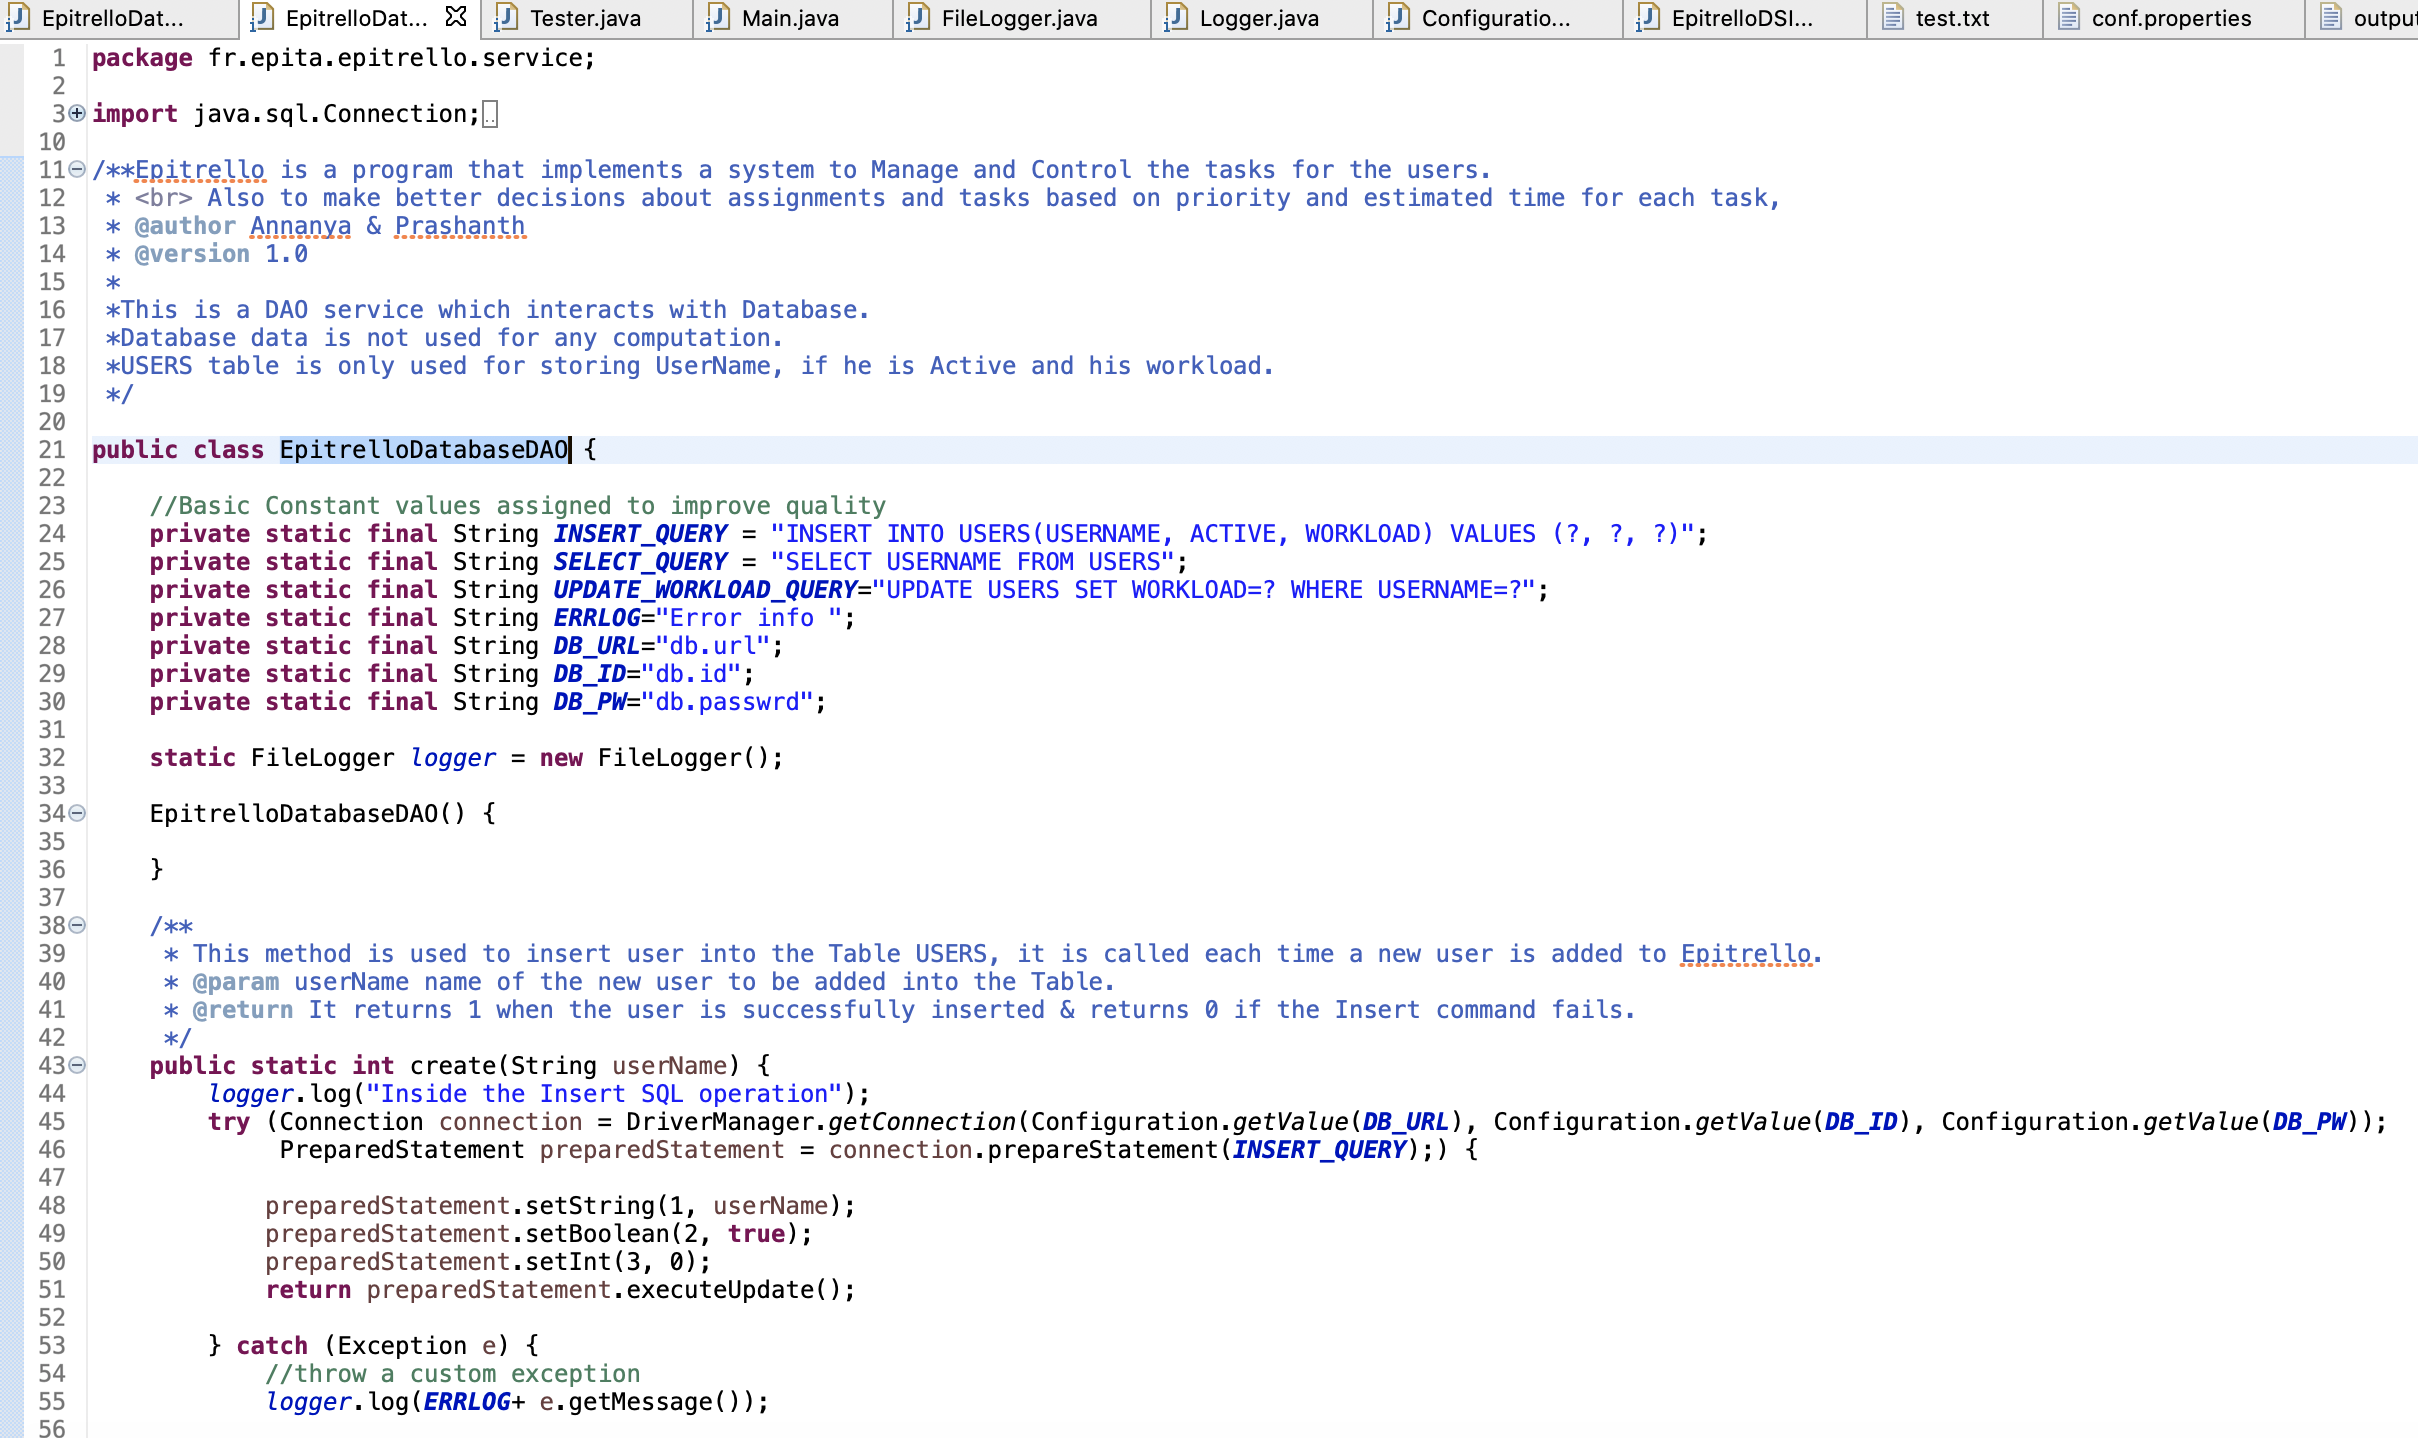 EpitrelloDat...
EpitrelloDat...
Tester.java
Main.java
FileLogger.java
Logger.java
Configuratio...
EpitrelloDSI...
test.txt
conf.properties
outpu
1 package fr.epita.epitrello.service;
2
3 import java.sql.Connection;
10
11 /**Epitrello is a program that implements a system to Manage and Control the tasks for the users.
12  * <br> Also to make better decisions about assignments and tasks based on priority and estimated time for each task,
13  * @author Annanya & Prashanth
14  * @version 1.0
15  *
16  *This is a DAO service which interacts with Database.
17  *Database data is not used for any computation.
18  *USERS table is only used for storing UserName, if he is Active and his workload.
19  */
20
21 public class EpitrelloDatabaseDAO {
22
23     //Basic Constant values assigned to improve quality
24     private static final String INSERT_QUERY = "INSERT INTO USERS(USERNAME, ACTIVE, WORKLOAD) VALUES (?, ?, ?)";
25     private static final String SELECT_QUERY = "SELECT USERNAME FROM USERS";
26     private static final String UPDATE_WORKLOAD_QUERY="UPDATE USERS SET WORKLOAD=? WHERE USERNAME=?";
27     private static final String ERRLOG="Error info ";
28     private static final String DB_URL="db.url";
29     private static final String DB_ID="db.id";
30     private static final String DB_PW="db.passwrd";
31
32     static FileLogger logger = new FileLogger();
33
34     EpitrelloDatabaseDAO() {
35
36     }
37
38     /**
39      * This method is used to insert user into the Table USERS, it is called each time a new user is added to Epitrello.
40      * @param userName name of the new user to be added into the Table.
41      * @return It returns 1 when the user is successfully inserted & returns 0 if the Insert command fails.
42      */
43     public static int create(String userName) {
44         logger.log("Inside the Insert SQL operation");
45         try (Connection connection = DriverManager.getConnection(Configuration.getValue(DB_URL), Configuration.getValue(DB_ID), Configuration.getValue(DB_PW));
46              PreparedStatement preparedStatement = connection.prepareStatement(INSERT_QUERY);) {
47
48             preparedStatement.setString(1, userName);
49             preparedStatement.setBoolean(2, true);
50             preparedStatement.setInt(3, 0);
51             return preparedStatement.executeUpdate();
52
53         } catch (Exception e) {
54             //throw a custom exception
55             logger.log(ERRLOG+ e.getMessage());
56